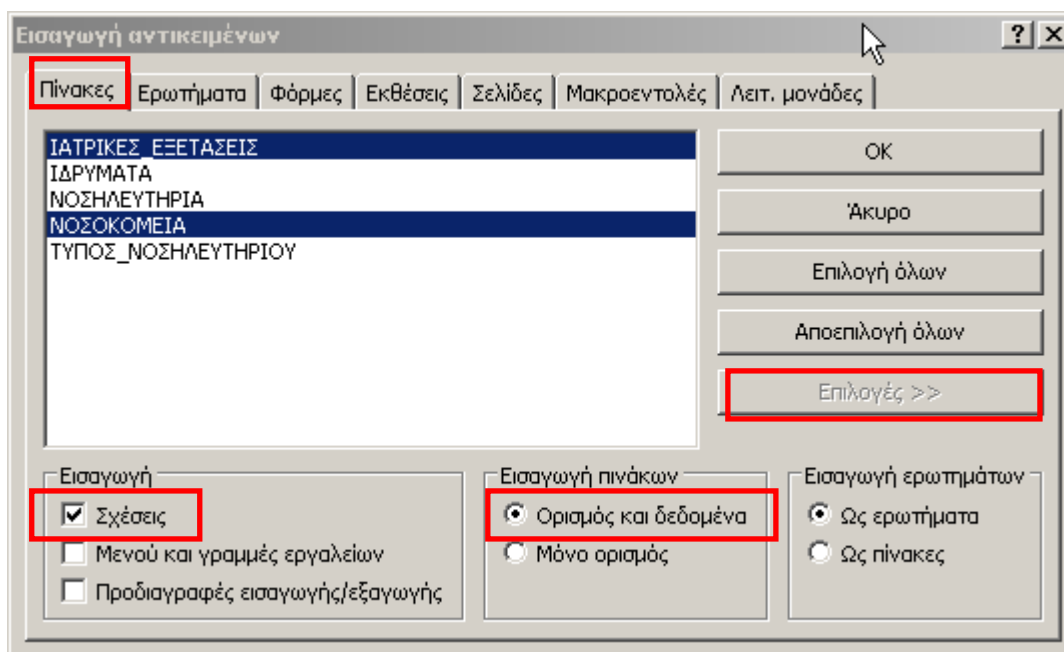 Εισαγωγή αντικειμένων
Πίνακες Ερωτήματα Φόρμες Εκθέσεις Σελίδες Μακροεντολές Λειτ. μονάδες
ΙΑΤΡΙΚΕΣ_ΕΞΕΤΑΣΕΙΣ
ΙΔΡΥΜΑΤΑ
ΝΟΣΗΛΕΥΤΗΡΙΑ
ΝΟΣΟΚΟΜΕΙΑ
ΤΥΠΟΣ_ΝΟΣΗΛΕΥΤΗΡΙΟΥ
OK
Άκυρο
Επιλογή όλων
Αποεπιλογή όλων
Επιλογές >>
Εισαγωγή
Σχέσεις
Μενού και γραμμές εργαλείων
Προδιαγραφές εισαγωγής/εξαγωγής
Εισαγωγή πινάκων
Ορισμός και δεδομένα
Μόνο ορισμός
Εισαγωγή ερωτημάτων
Ως ερωτήματα
Ως πίνακες